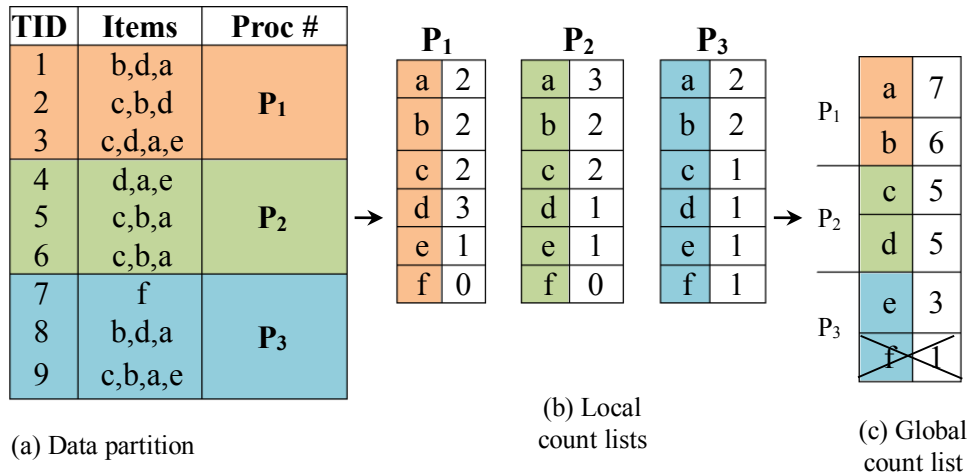 TID Items Proc #
1 b,d,a
2 c,b,d P1
3 c,d,a,e
4 d,a,e
5 c,b,a P2
6 c,b,a
7 f
8 b,d,a P3
9 c,b,a,e
(a) Data partition
P1
a 2
b 2
c 2
d 3
e 1
f 0
P2
a 3
b 2
c 2
d 1
e 1
f 0
P3
a 2
b 2
c 1
d 1
e 1
f 1
(b) Local
count lists
P1
a 7
b 6
P2
c 5
d 5
P3
e 3
f 1
(c) Global
count list